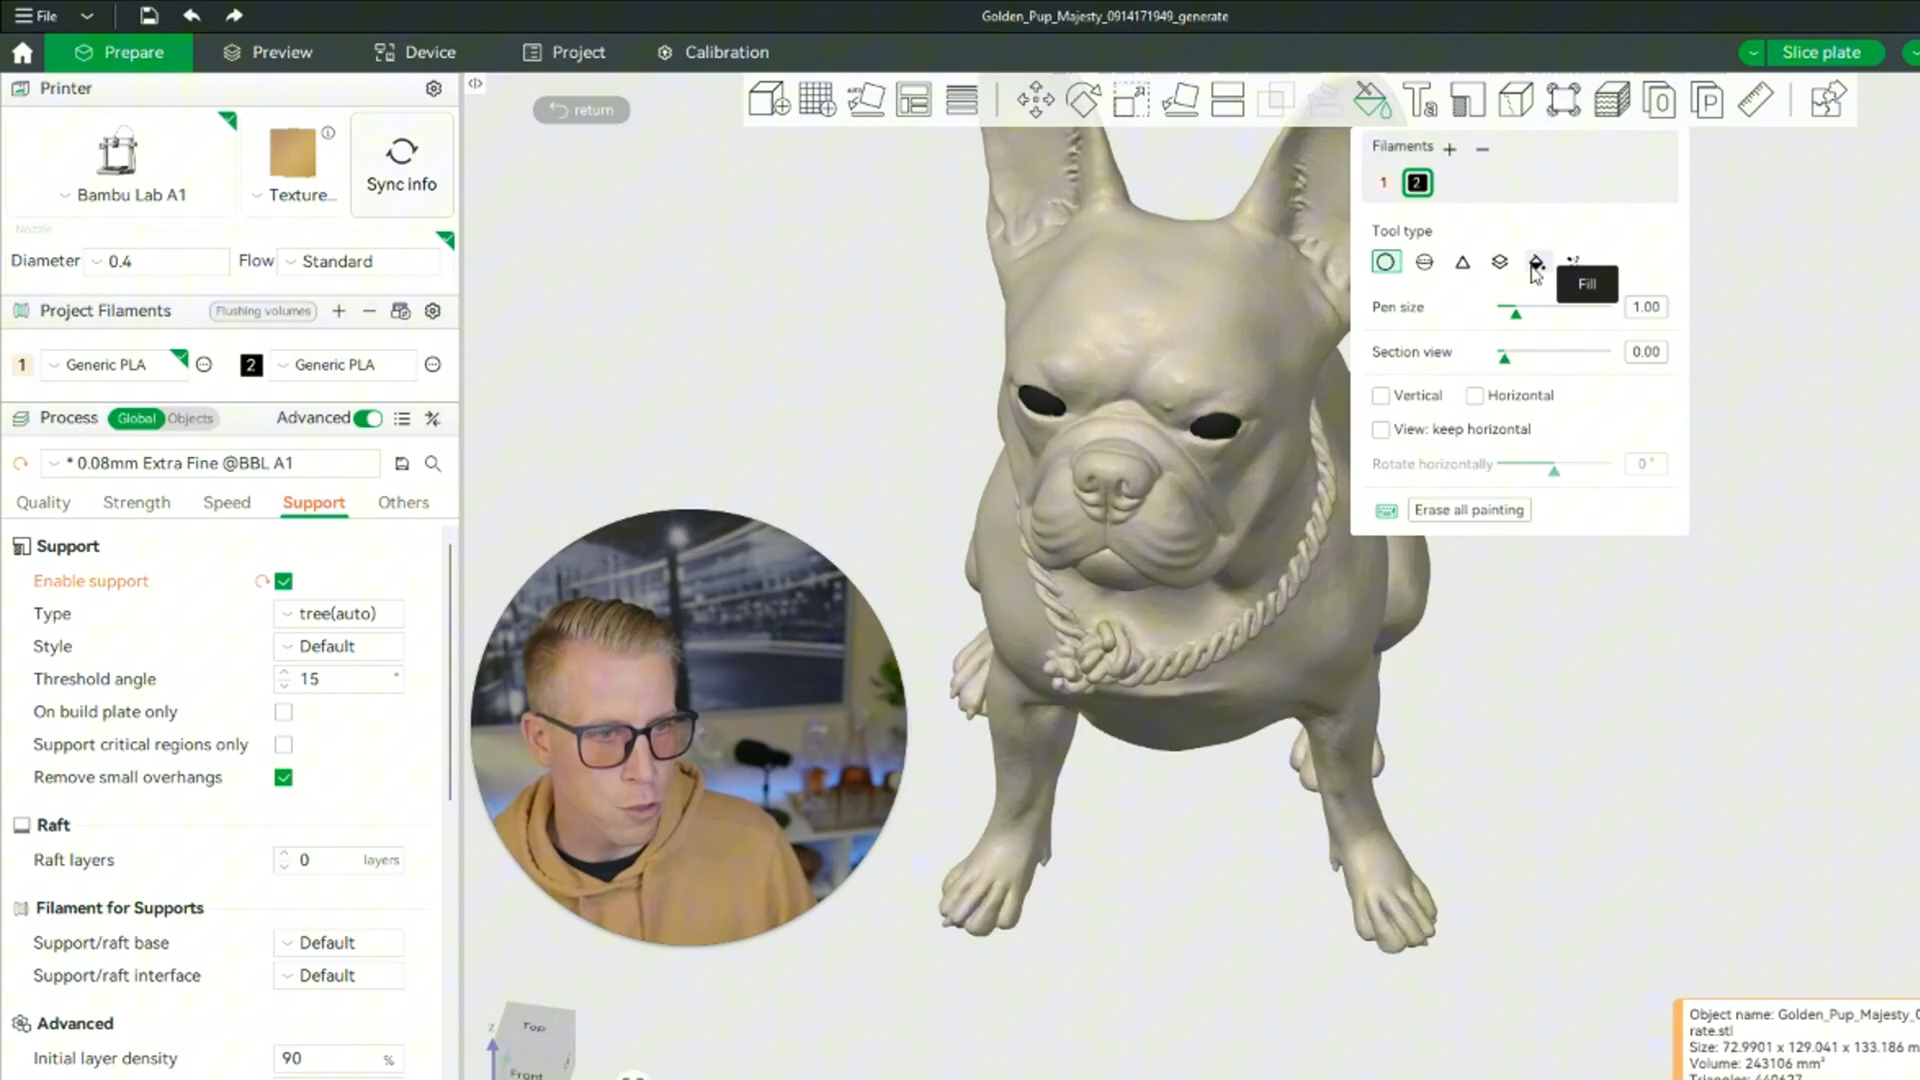 File
Golden_Pup_Majesty_0914171949_generate
Prepare
Preview
Device
Project
Calibration
Slice plate
Printer
Bambu Lab A1
Texture...
Sync info
Nozzle
Diameter 0.4 Flow Standard
Project Filaments Flushing volumes
1 Generic PLA 2 Generic PLA
Process Global Objects Advanced
* 0.08mm Extra Fine @BBL A1
Quality Strength Speed Support Others
Support
Enable support
Type tree(auto)
Style Default
Threshold angle 15 °
On build plate only
Support critical regions only
Remove small overhangs
Raft
Raft layers 0 layers
Filament for Supports
Support/raft base Default
Support/raft interface Default
Advanced
Initial layer density 90 %
return
Filaments + −
1 2
Tool type
Fill
Pen size 1.00
Section view 0.00
Vertical Horizontal
View: keep horizontal
Rotate horizontally 0 °
Erase all painting
Top
Front
Z
Object name: Golden_Pup_Majesty_0
rate.stl
Size: 72.9901 x 129.041 x 133.186 m
Volume: 243106 mm³